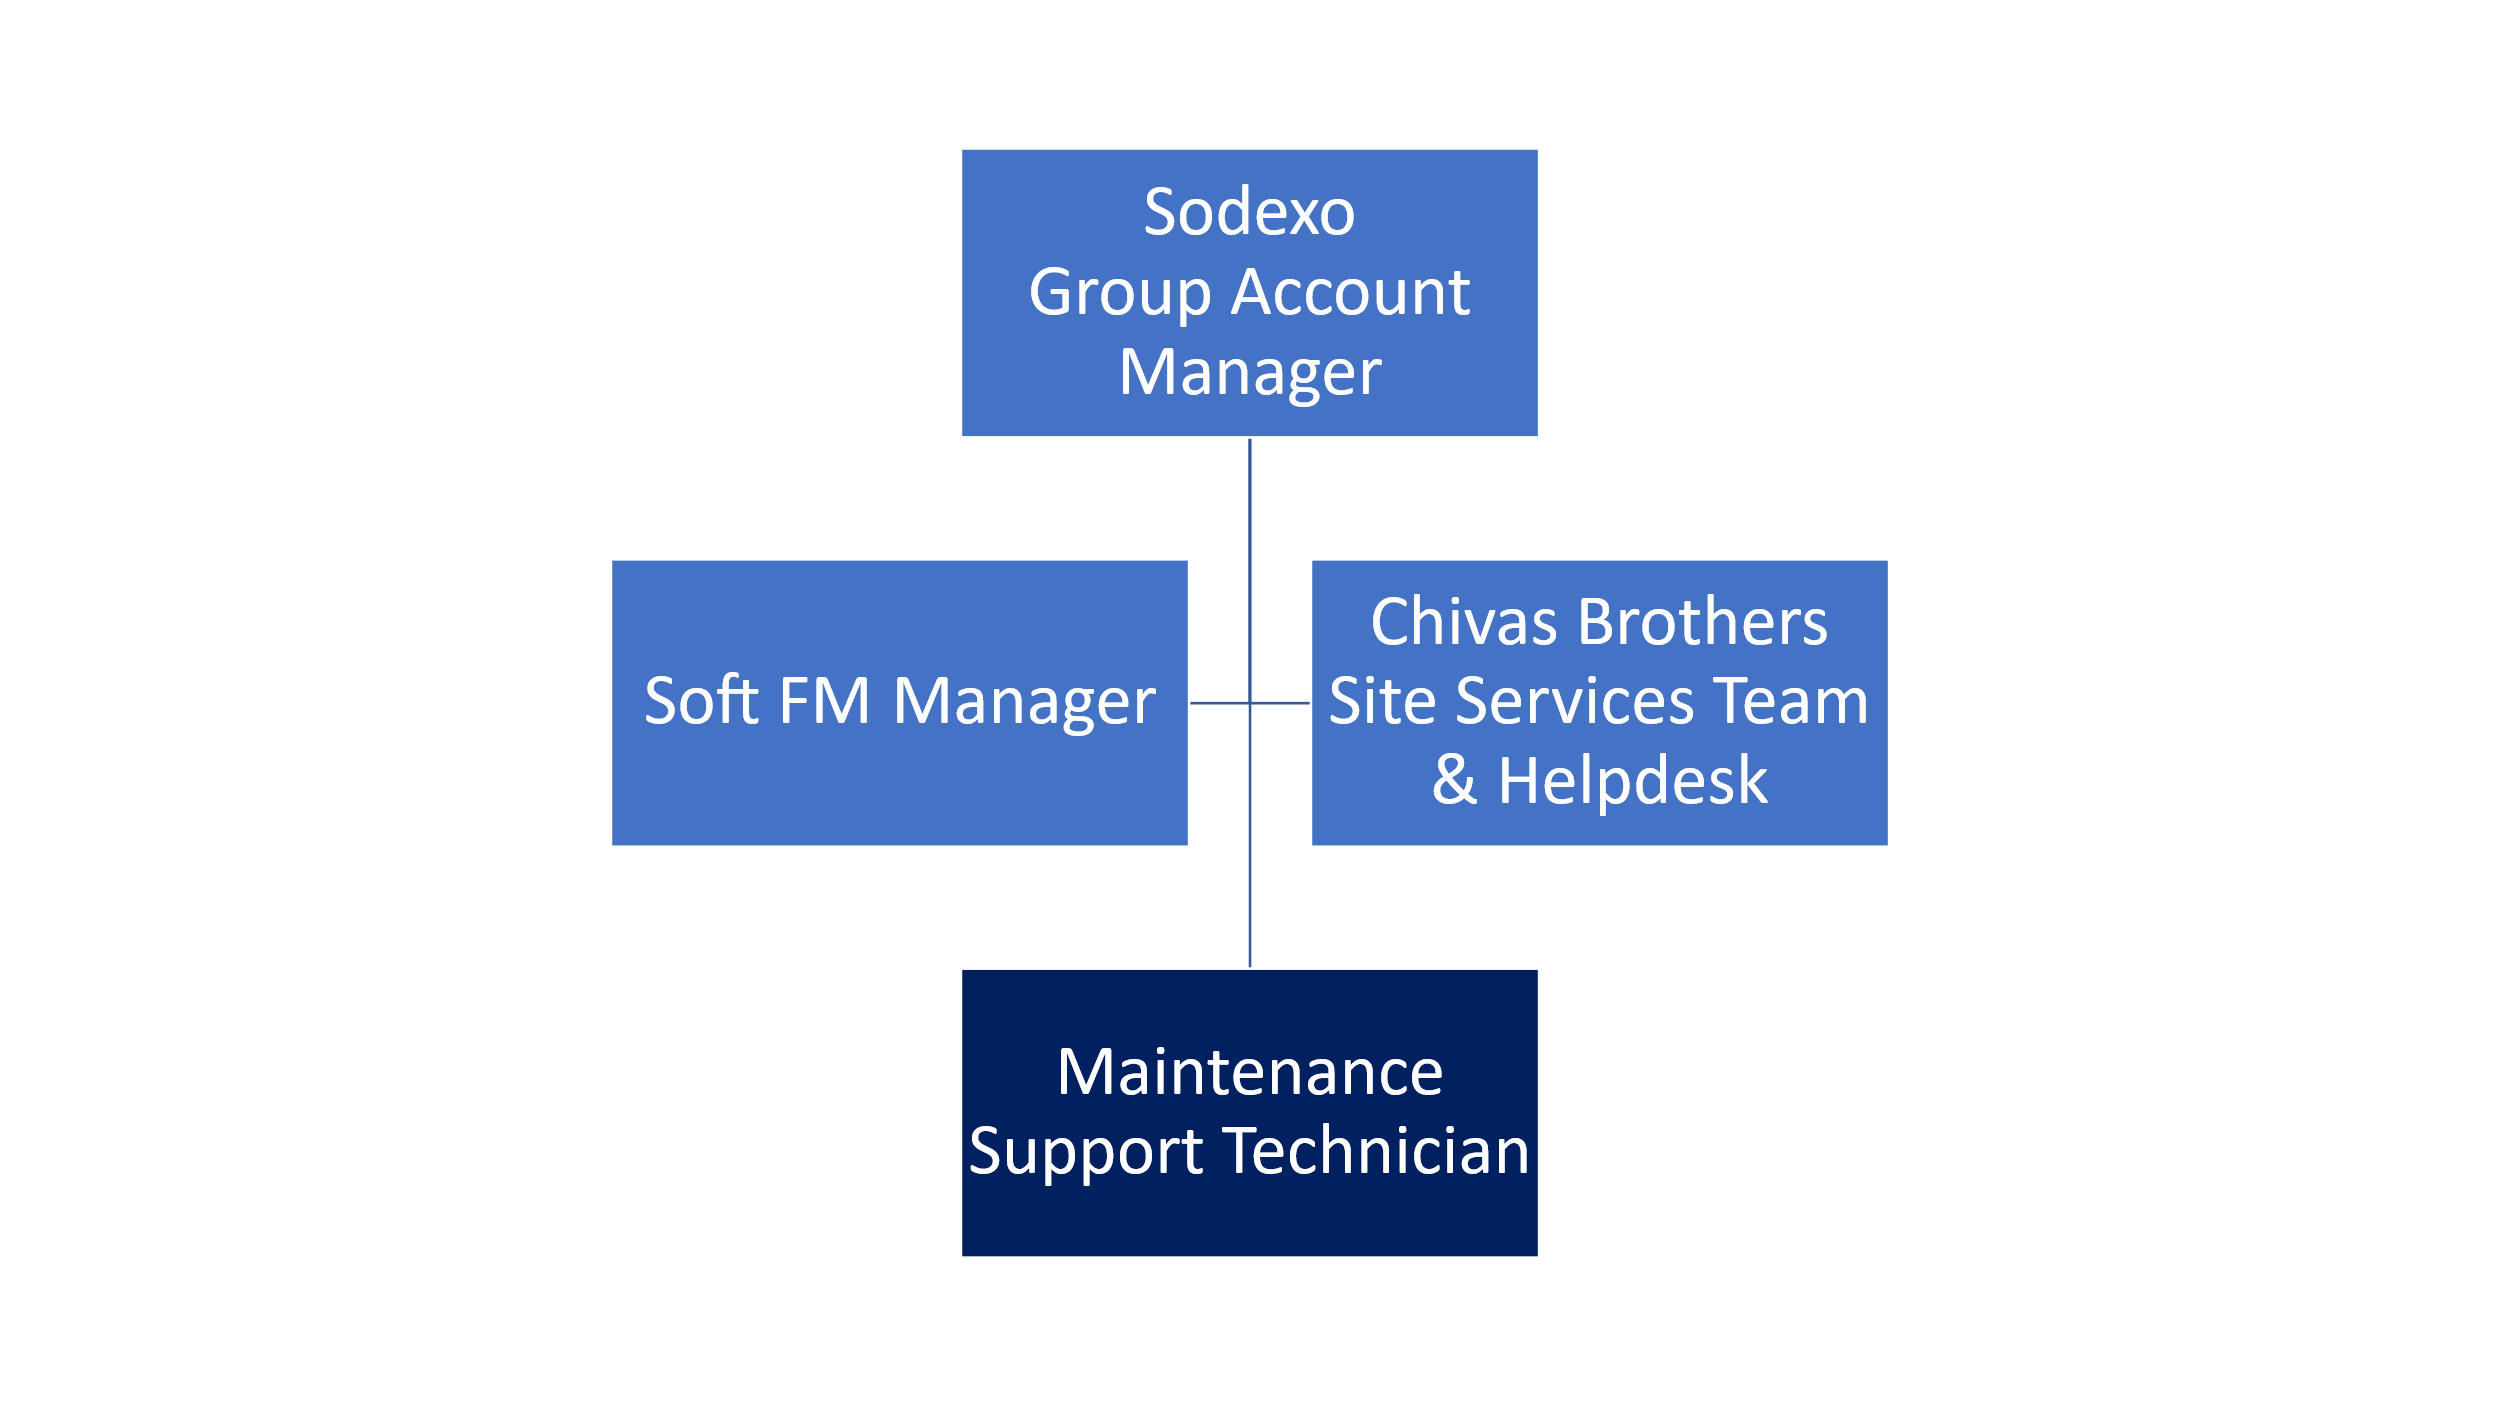 Sodexo
Group Account
Manager
Soft FM Manager
Chivas Brothers
Site Services Team
& Helpdesk
Maintenance
Support Technician